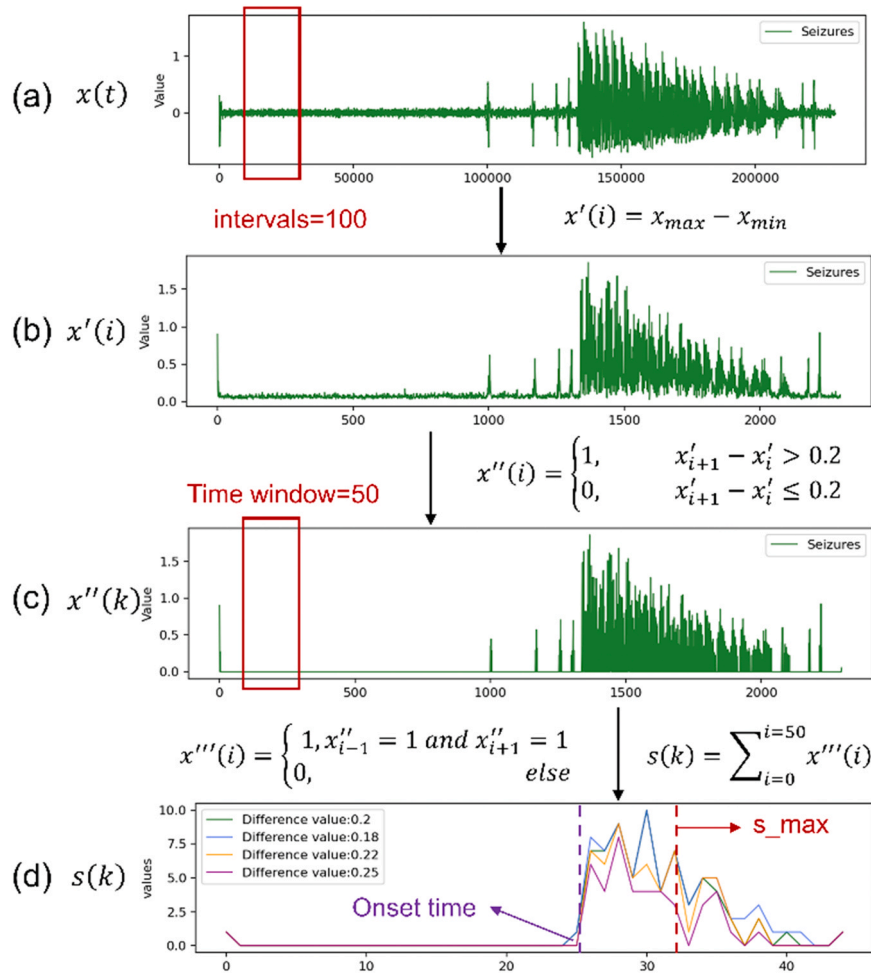 (a) x(t)
Value
1
0
Seizures
0 50000 100000 150000 200000
intervals=100
x′(i) = x_{max} − x_{min}
(b) x′(i)
Value
1.5
1.0
0.5
0.0
Seizures
0 500 1000 1500 2000
x″(i) = {1, x′_{i+1} − x′_i > 0.2
0, x′_{i+1} − x′_i ≤ 0.2
Time window=50
(c) x″(k)
Value
1.5
1.0
0.5
0.0
Seizures
0 500 1000 1500 2000
x‴(i) = {1, x″_{i−1} = 1 and x″_{i+1} = 1
0, else
s(k) = ∑_{i=0}^{i=50} x‴(i)
(d) s(k)
values
10.0
7.5
5.0
2.5
0.0
Difference value:0.2
Difference value:0.18
Difference value:0.22
Difference value:0.25
s_max
Onset time
0 10 20 30 40